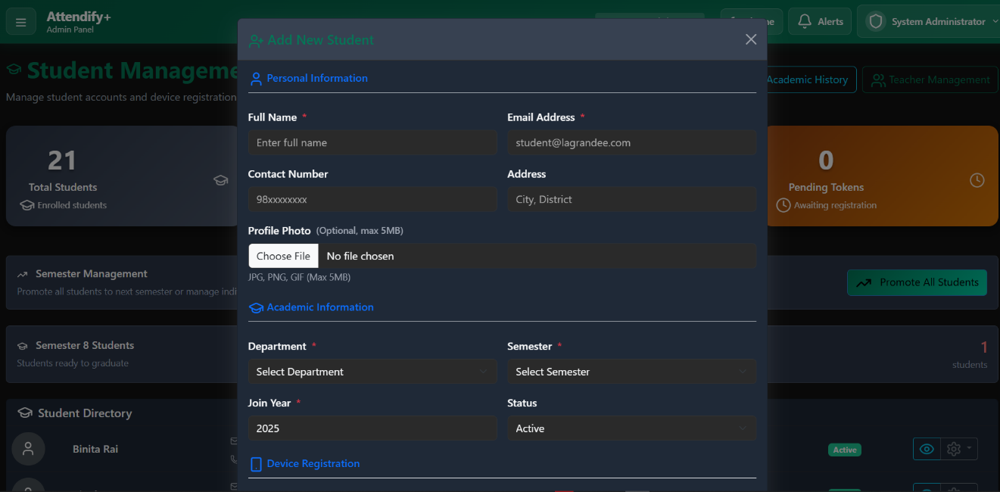 Attendify+
Admin Panel
Alerts
System Administrator
Add New Student
Student Manageme
Manage student accounts and device registration
Academic History
Teacher Management
Personal Information
Full Name *
Email Address *
Enter full name
student@lagrandee.com
Contact Number
Address
98xxxxxxxx
City, District
Profile Photo (Optional, max 5MB)
Choose File No file chosen
JPG, PNG, GIF (Max 5MB)
21
Total Students
Enrolled students
0
Pending Tokens
Awaiting registration
Semester Management
Promote all students to next semester or manage indi
Promote All Students
Academic Information
Department *
Semester *
Select Department
Select Semester
Join Year *
Status
2025
Active
Device Registration
Semester 8 Students
Students ready to graduate
1
students
Student Directory
Binita Rai
Active